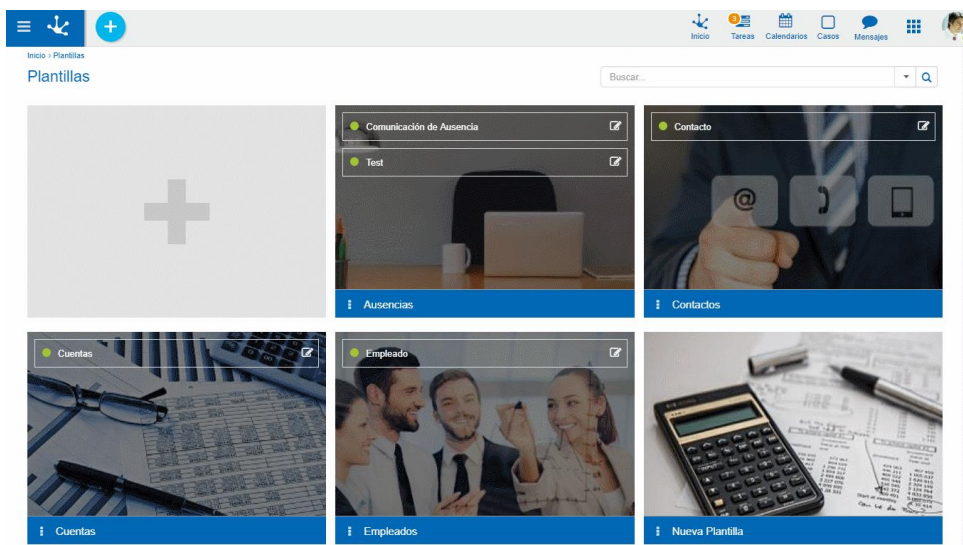 3
Inicio
Tareas
Calendarios
Casos
Mensajes
Inicio > Plantillas
Plantillas
Buscar...
Comunicación de Ausencia
Test
Ausencias
Contacto
@
Contactos
Cuentas
Cuentas
Empleado
Empleados
Nueva Plantilla